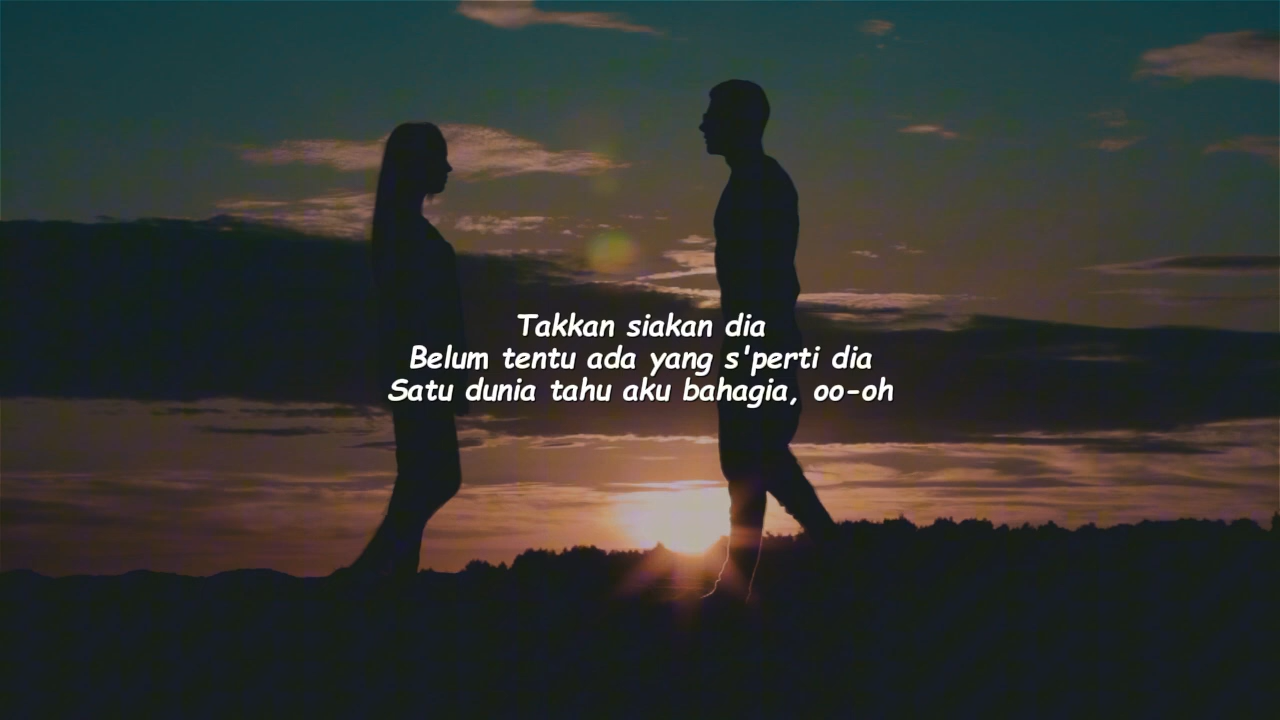 Takkan siakan dia
Belum tentu ada yang s'perti dia
Satu dunia tahu aku bahagia, oo-oh